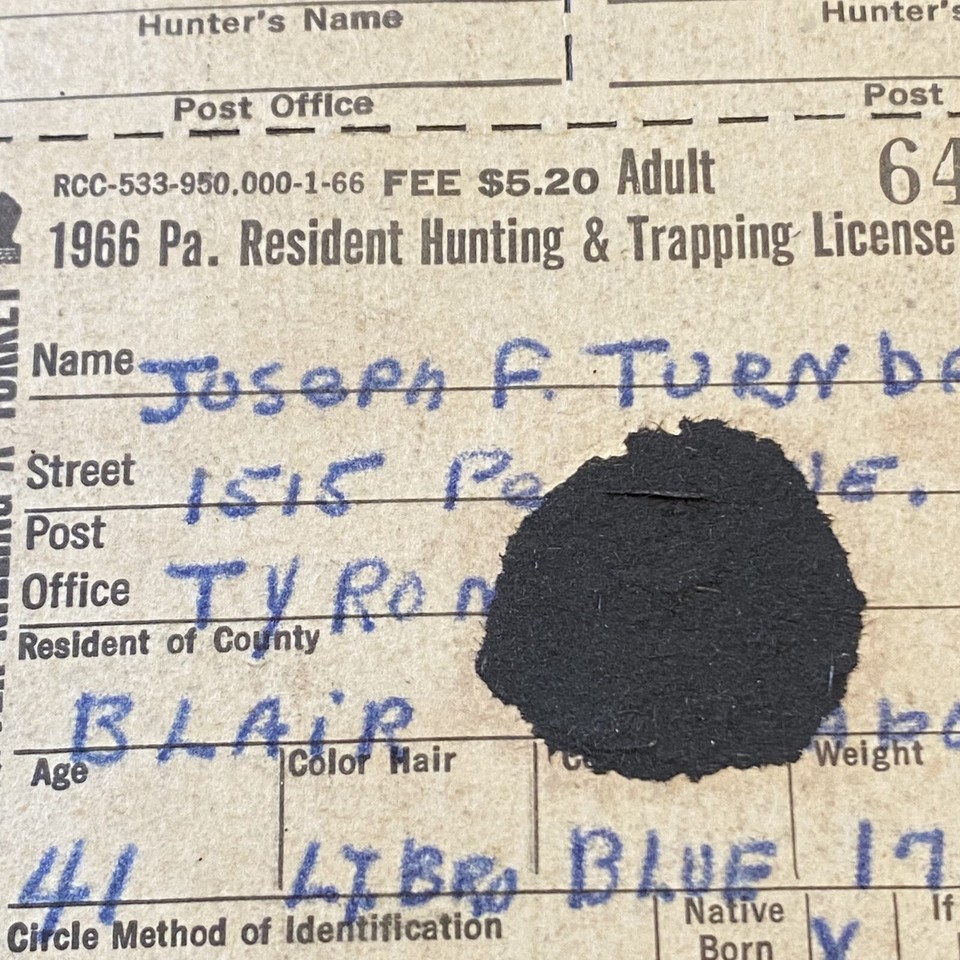 Hunter's Name Hunter's
Post Office Post
RCC-533-950.000-1-66 FEE $5.20 Adult 64
1966 Pa. Resident Hunting & Trapping License
Name Joseph F. Turnb
Street 1515 E.
Post
Office Tyron
Resident of County
BLAIR
Age Color Hair Weight
41 LT BRO BLUE 17
Circle Method of Identification Native If
Born